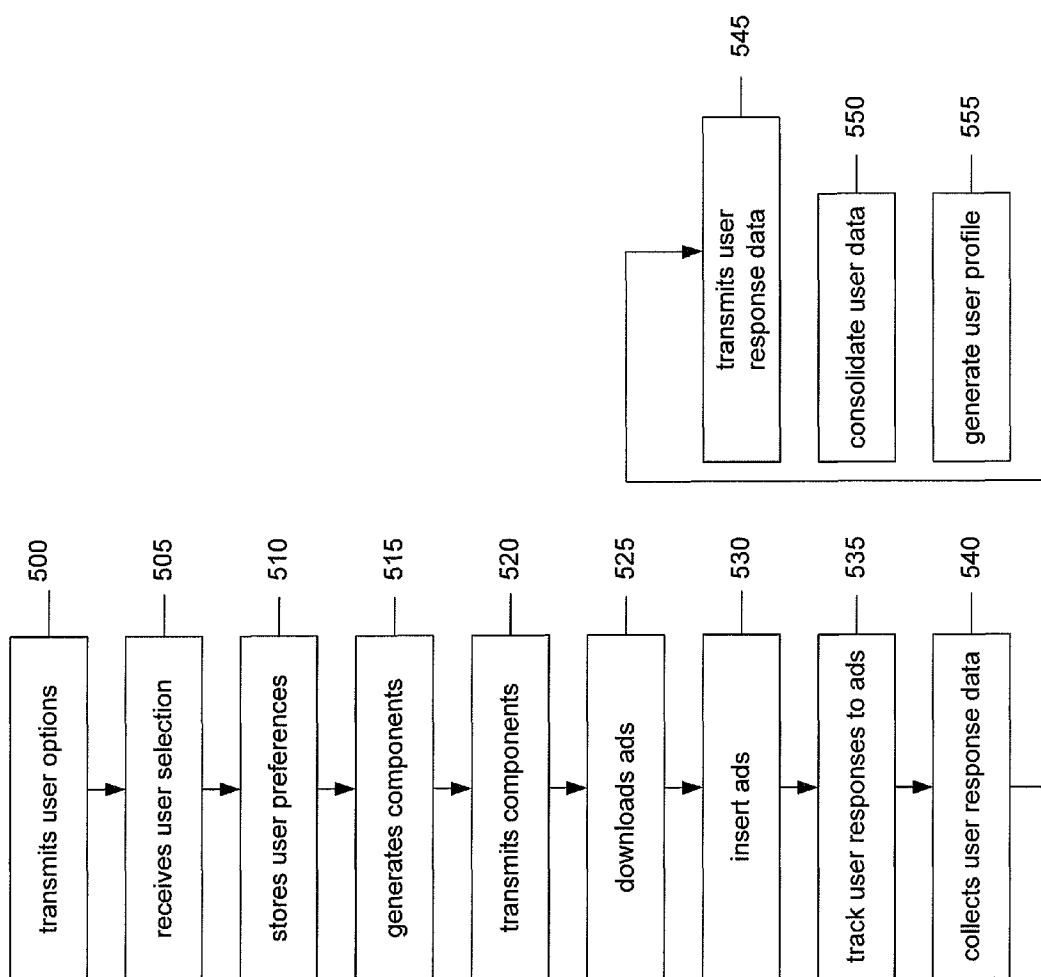 transmits user options
500
receives user selection
505
stores user preferences
510
generates components
515
transmits components
520
downloads ads
525
insert ads
530
track user responses to ads
535
collects user response data
540
transmits user
response data
545
consolidate user data
550
generate user profile
555